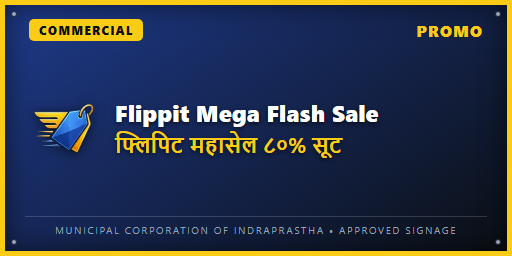 COMMERCIAL
PROMO
Flippit Mega Flash Sale
फ्लिपिट महासेल ८०% सूट
MUNICIPAL CORPORATION OF INDRAPRASTHA • APPROVED SIGNAGE